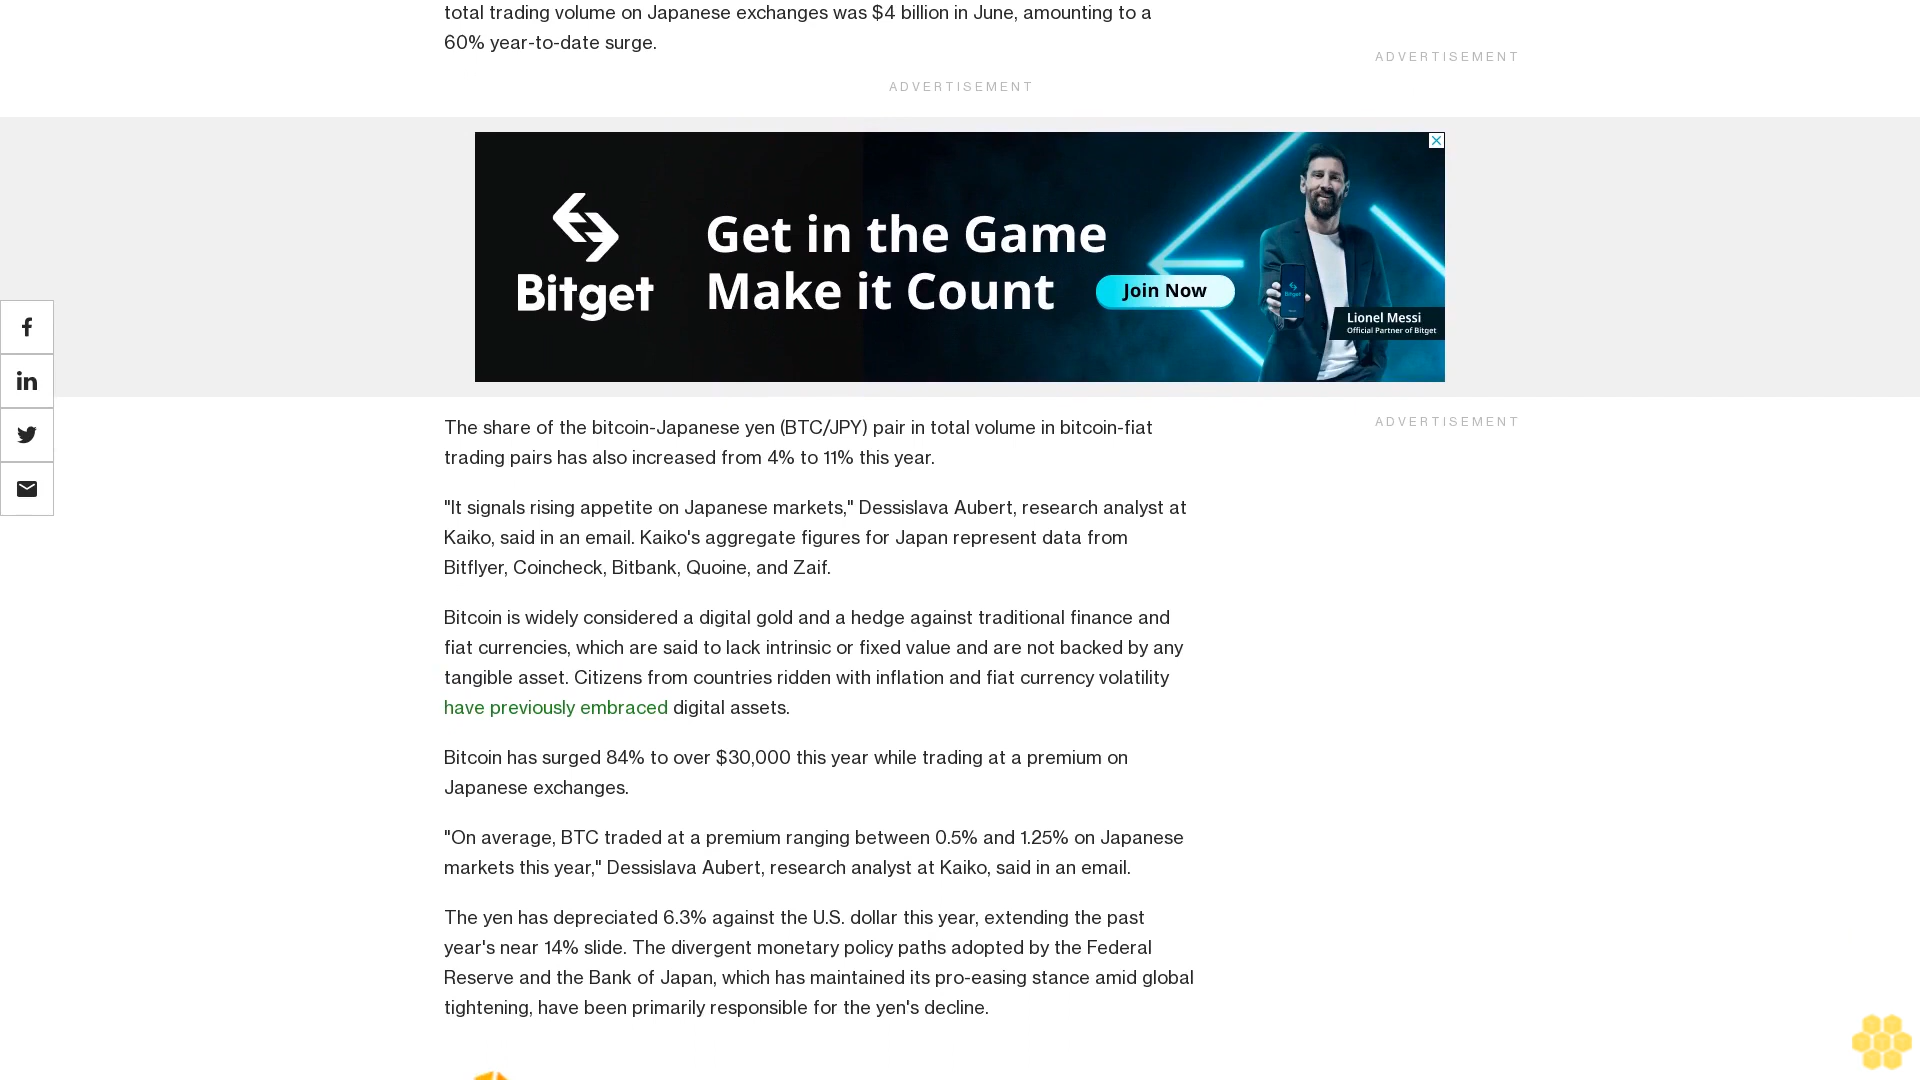 total trading volume on Japanese exchanges was $4 billion in June, amounting to a
60% year-to-date surge.
ADVERTISEMENT
ADVERTISEMENT
Bitget
Get in the Game
Make it Count
Join Now
Bitget
Lionel Messi
Official Partner of Bitget
The share of the bitcoin-Japanese yen (BTC/JPY) pair in total volume in bitcoin-fiat
trading pairs has also increased from 4% to 11% this year.
ADVERTISEMENT
"It signals rising appetite on Japanese markets," Dessislava Aubert, research analyst at
Kaiko, said in an email. Kaiko's aggregate figures for Japan represent data from
Bitflyer, Coincheck, Bitbank, Quoine, and Zaif.
Bitcoin is widely considered a digital gold and a hedge against traditional finance and
fiat currencies, which are said to lack intrinsic or fixed value and are not backed by any
tangible asset. Citizens from countries ridden with inflation and fiat currency volatility
have previously embraced digital assets.
Bitcoin has surged 84% to over $30,000 this year while trading at a premium on
Japanese exchanges.
"On average, BTC traded at a premium ranging between 0.5% and 1.25% on Japanese
markets this year," Dessislava Aubert, research analyst at Kaiko, said in an email.
The yen has depreciated 6.3% against the U.S. dollar this year, extending the past
year's near 14% slide. The divergent monetary policy paths adopted by the Federal
Reserve and the Bank of Japan, which has maintained its pro-easing stance amid global
tightening, have been primarily responsible for the yen's decline.